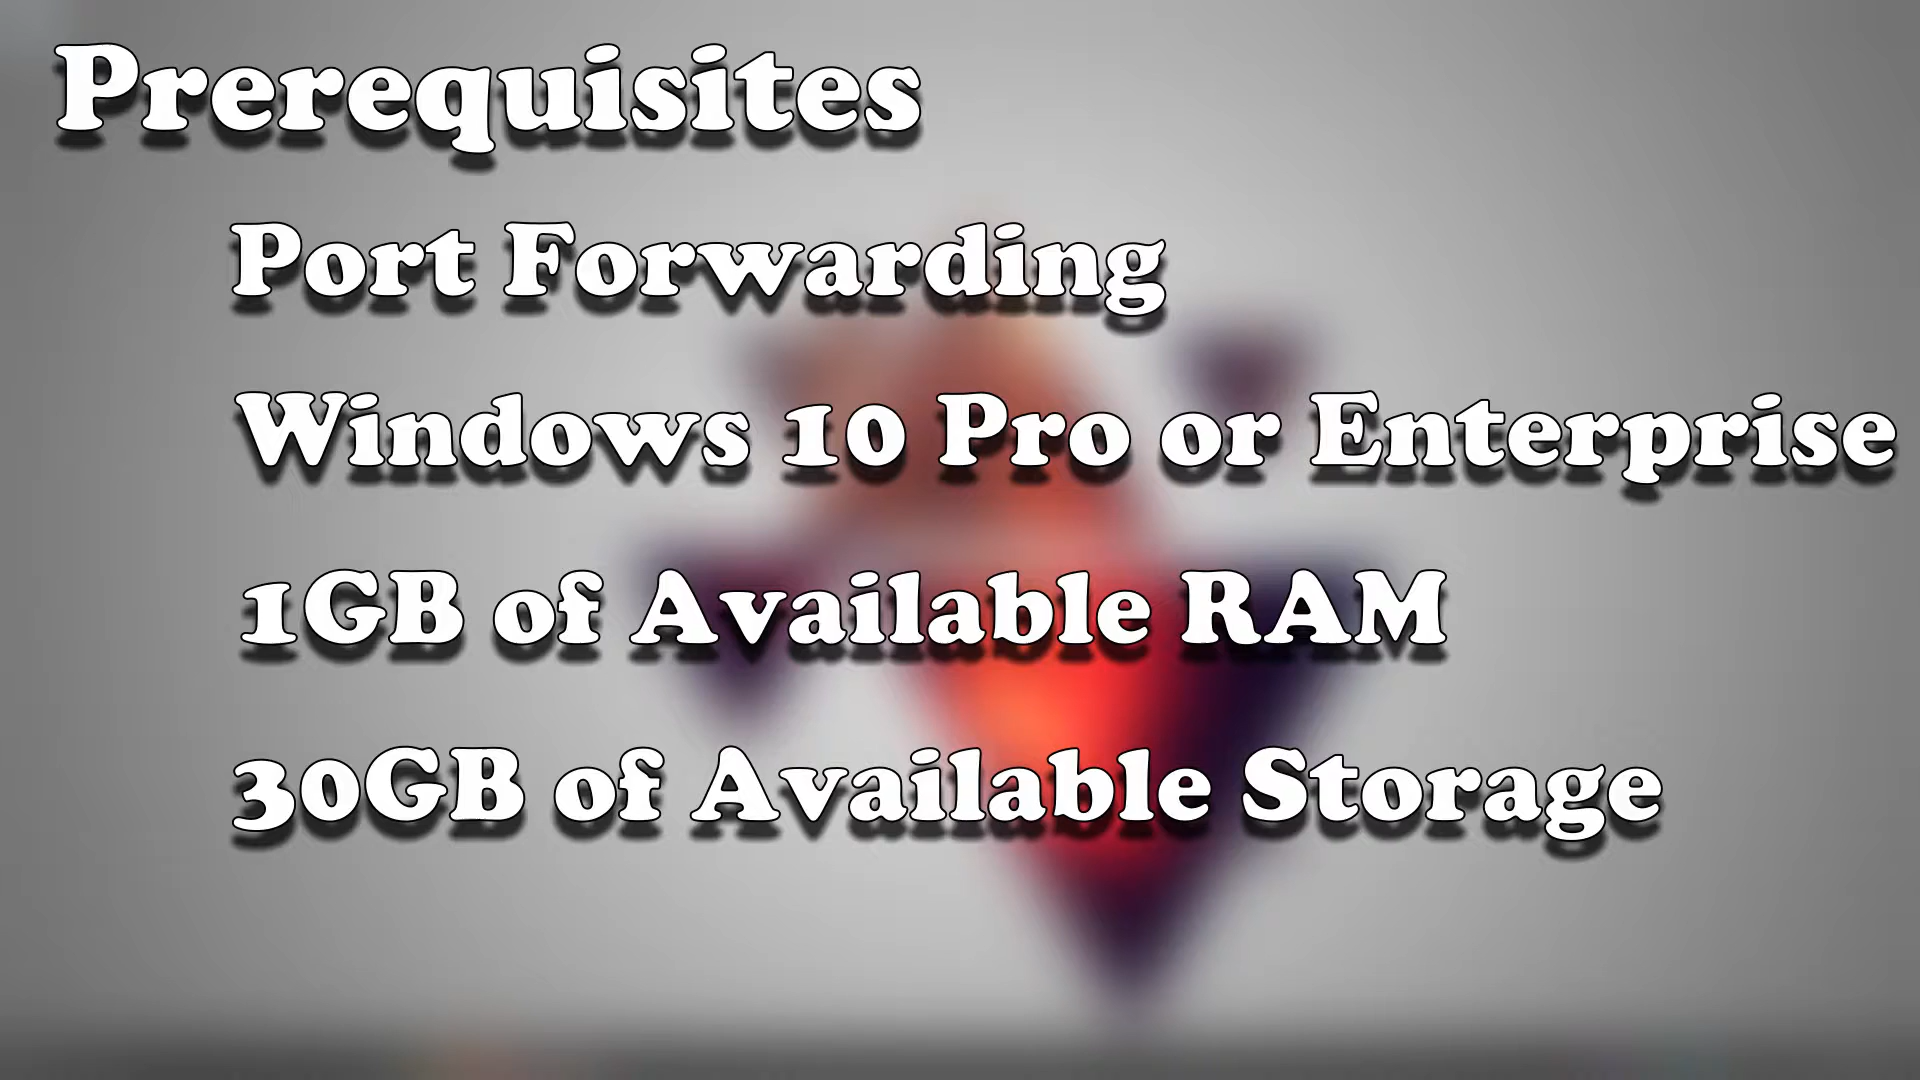 Prerequisites
Port Forwarding
Windows 10 Pro or Enterprise
1GB of Available RAM
30GB of Available Storage